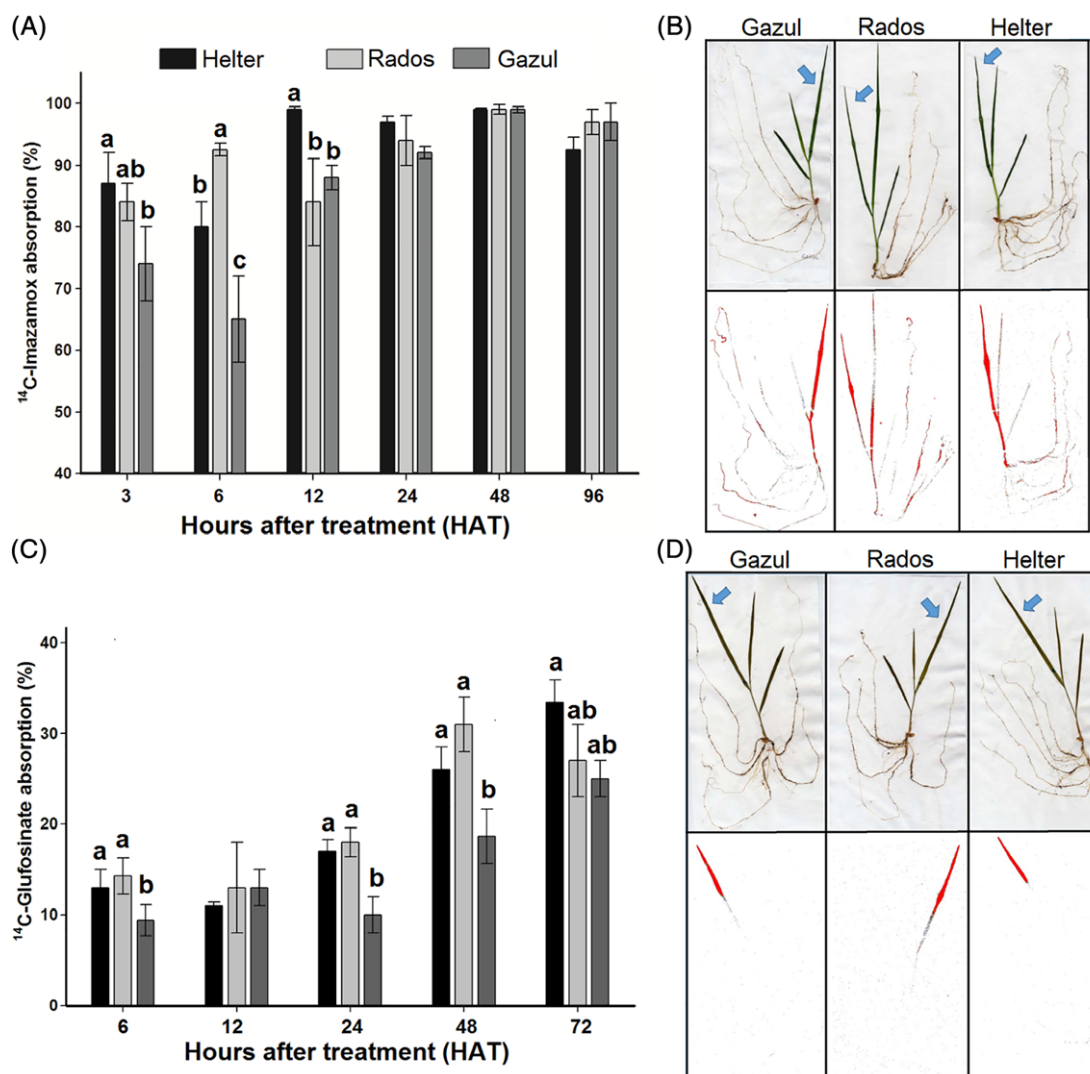 (A)
Helter Rados Gazul
¹⁴C-Imazamox absorption (%)
100
90
80
70
60
50
40
a ab b
b a c
a b b
3 6 12 24 48 96
Hours after treatment (HAT)
(B)
Gazul Rados Helter
(C)
¹⁴C-Glufosinate absorption (%)
40
30
20
10
0
a a b
a a b
a a b
a ab ab
6 12 24 48 72
Hours after treatment (HAT)
(D)
Gazul Rados Helter